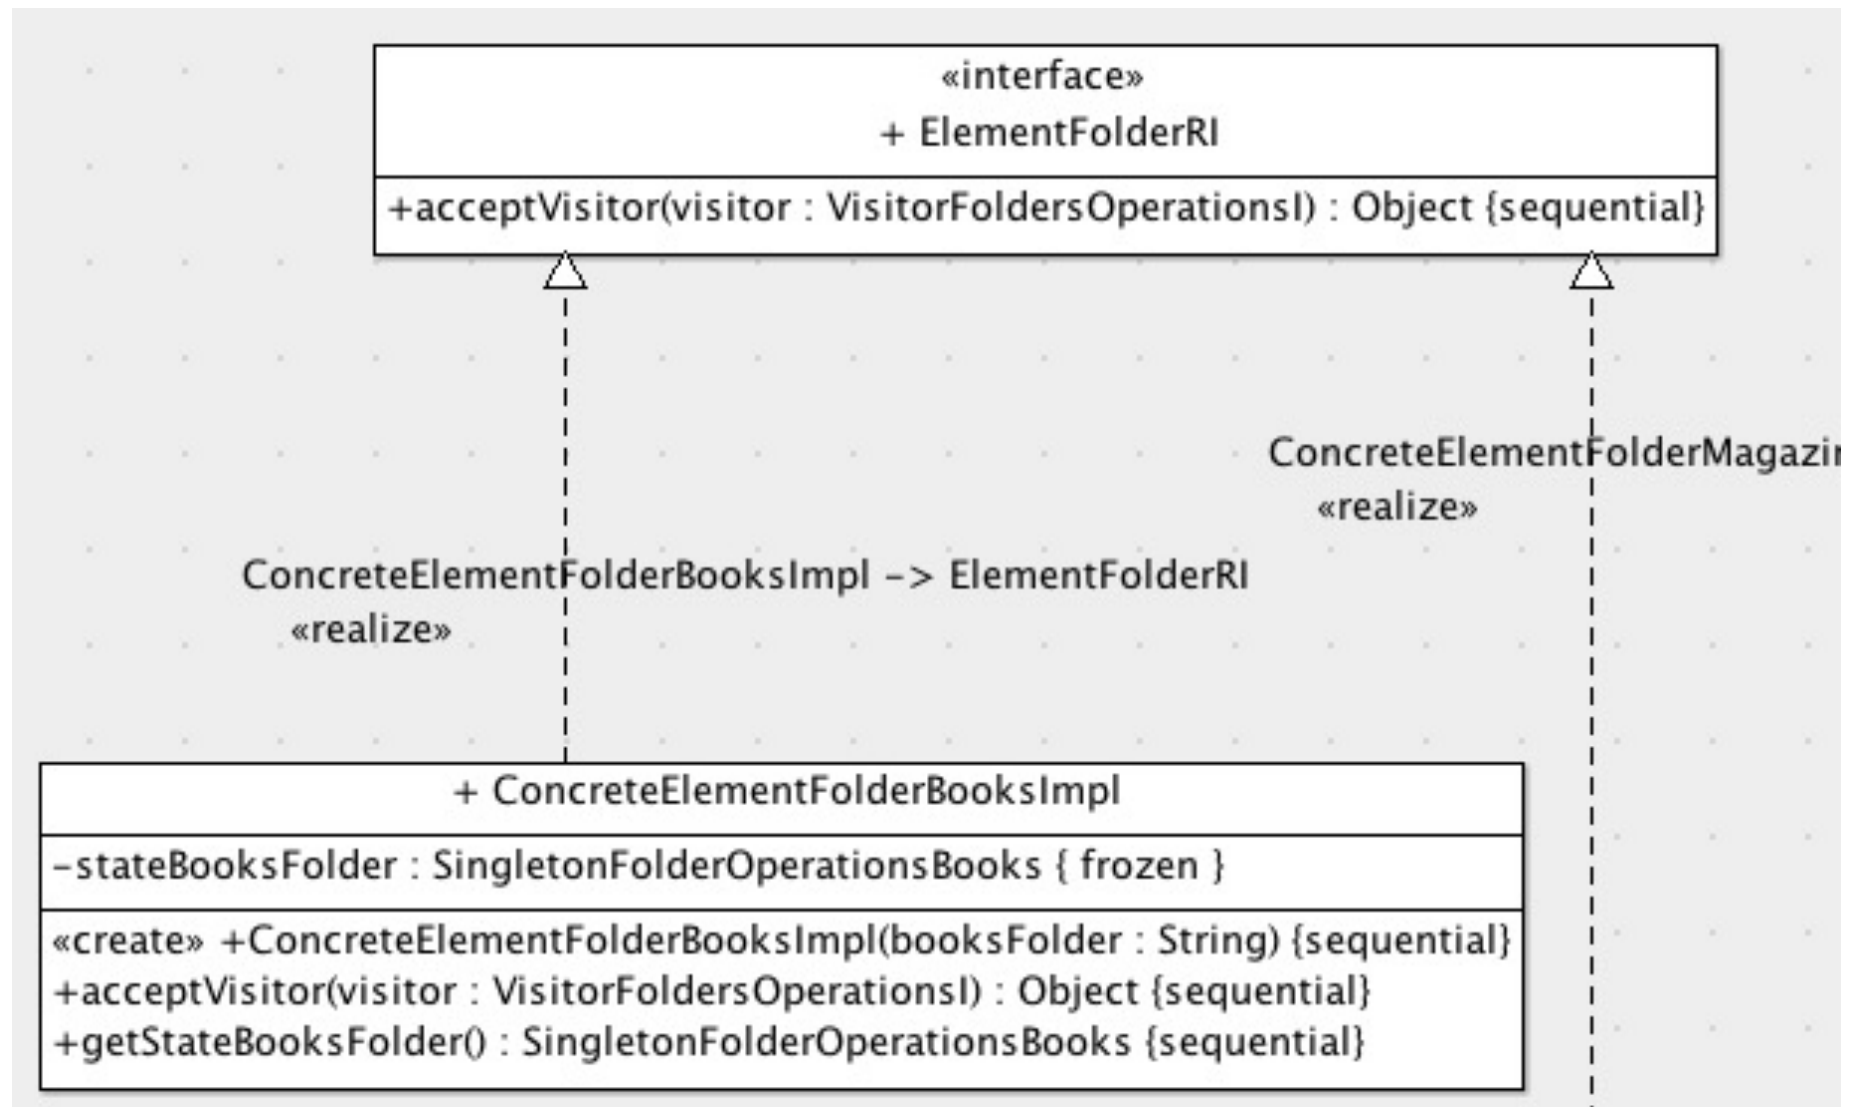 «interface»
+ ElementFolderRI
+acceptVisitor(visitor : VisitorFoldersOperationsI) : Object {sequential}
ConcreteElementFolderMagazin
«realize»
ConcreteElementFolderBooksImpl -> ElementFolderRI
«realize»
+ ConcreteElementFolderBooksImpl
-stateBooksFolder : SingletonFolderOperationsBooks { frozen }
«create» +ConcreteElementFolderBooksImpl(booksFolder : String) {sequential}
+acceptVisitor(visitor : VisitorFoldersOperationsI) : Object {sequential}
+getStateBooksFolder() : SingletonFolderOperationsBooks {sequential}